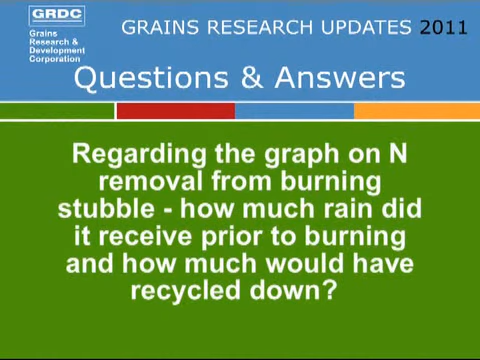 GRDC
Grains
Research &
Development
Corporation
GRAINS RESEARCH UPDATES 2011
Questions & Answers
Regarding the graph on N
removal from burning
stubble - how much rain did
it receive prior to burning
and how much would have
recycled down?